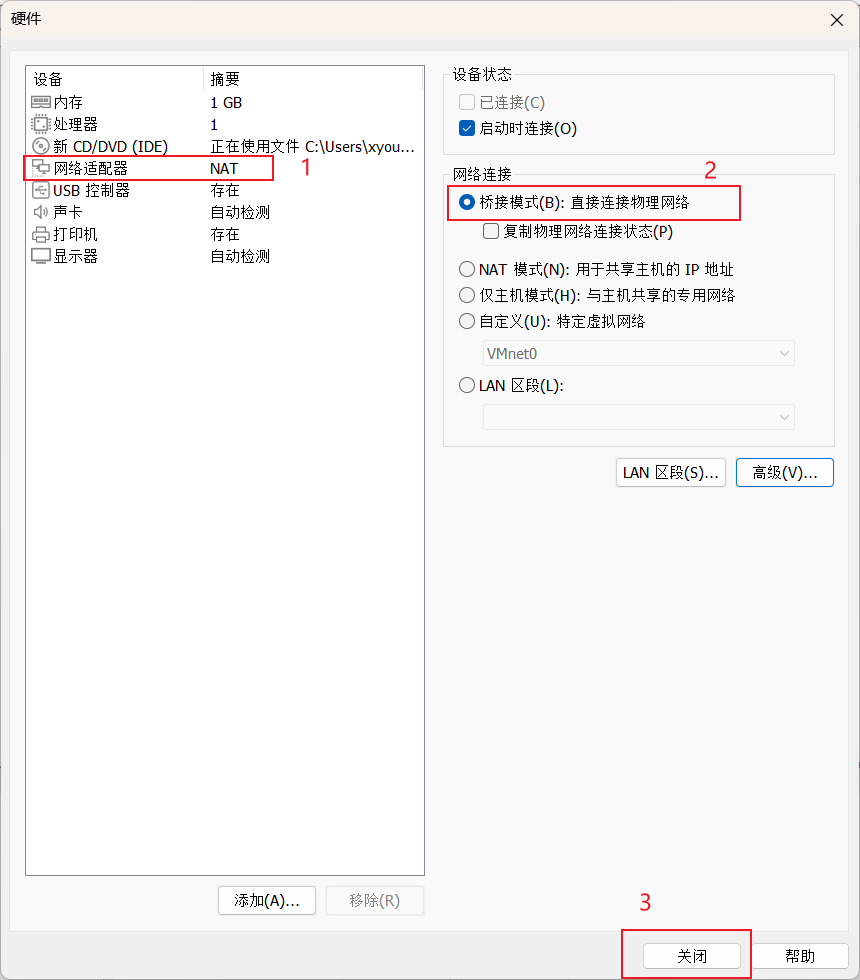 硬件
设备 摘要
内存 1 GB
处理器 1
新 CD/DVD (IDE) 正在使用文件 C:\Users\xyou...
网络适配器 NAT 1
USB 控制器 存在
声卡 自动检测
打印机 存在
显示器 自动检测
添加(A)... 移除(R)
设备状态
已连接(C)
启动时连接(O)
网络连接 2
桥接模式(B): 直接连接物理网络
复制物理网络连接状态(P)
NAT 模式(N): 用于共享主机的 IP 地址
仅主机模式(H): 与主机共享的专用网络
自定义(U): 特定虚拟网络
VMnet0
LAN 区段(L):
LAN 区段(S)... 高级(V)...
3
关闭 帮助